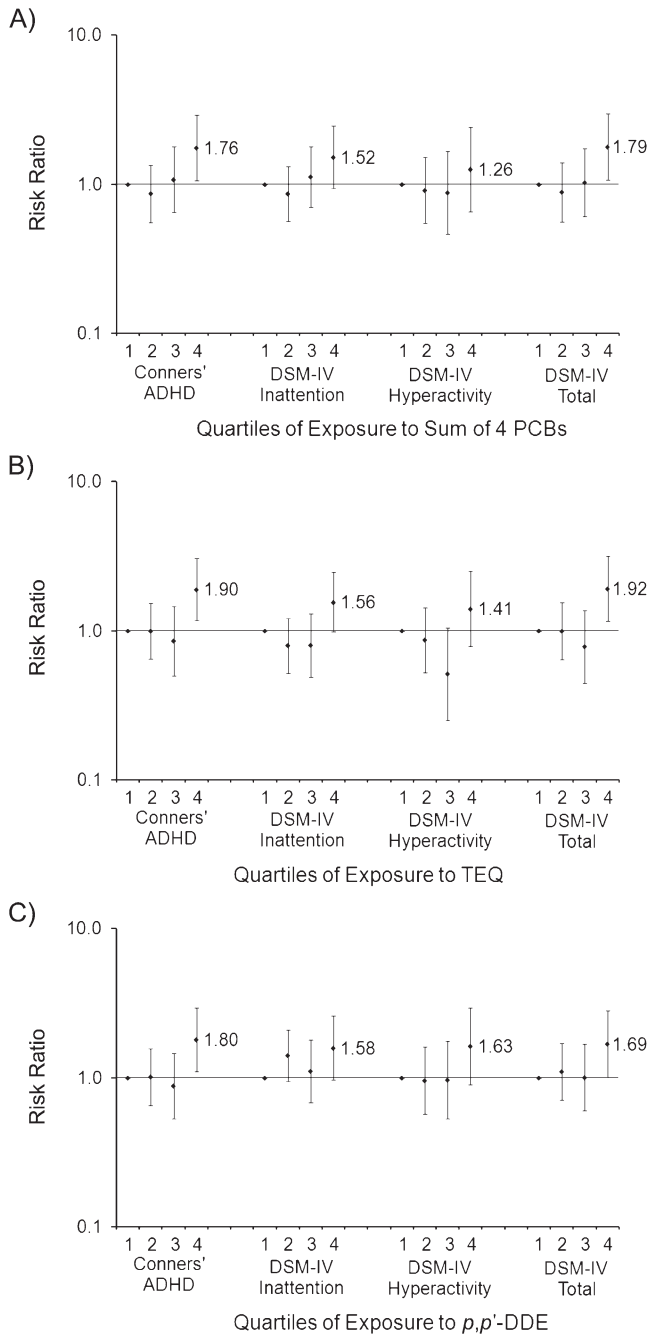 A)
10.0
1.76
1.52
1.26
1.79
1.0
Risk Ratio
0.1
1 2 3 4 1 2 3 4 1 2 3 4 1 2 3 4
Conners' DSM-IV DSM-IV DSM-IV
ADHD Inattention Hyperactivity Total
Quartiles of Exposure to Sum of 4 PCBs
B)
10.0
1.90
1.56
1.41
1.92
1.0
Risk Ratio
0.1
1 2 3 4 1 2 3 4 1 2 3 4 1 2 3 4
Conners' DSM-IV DSM-IV DSM-IV
ADHD Inattention Hyperactivity Total
Quartiles of Exposure to TEQ
C)
10.0
1.80
1.58
1.63
1.69
1.0
Risk Ratio
0.1
1 2 3 4 1 2 3 4 1 2 3 4 1 2 3 4
Conners' DSM-IV DSM-IV DSM-IV
ADHD Inattention Hyperactivity Total
Quartiles of Exposure to p,p'-DDE